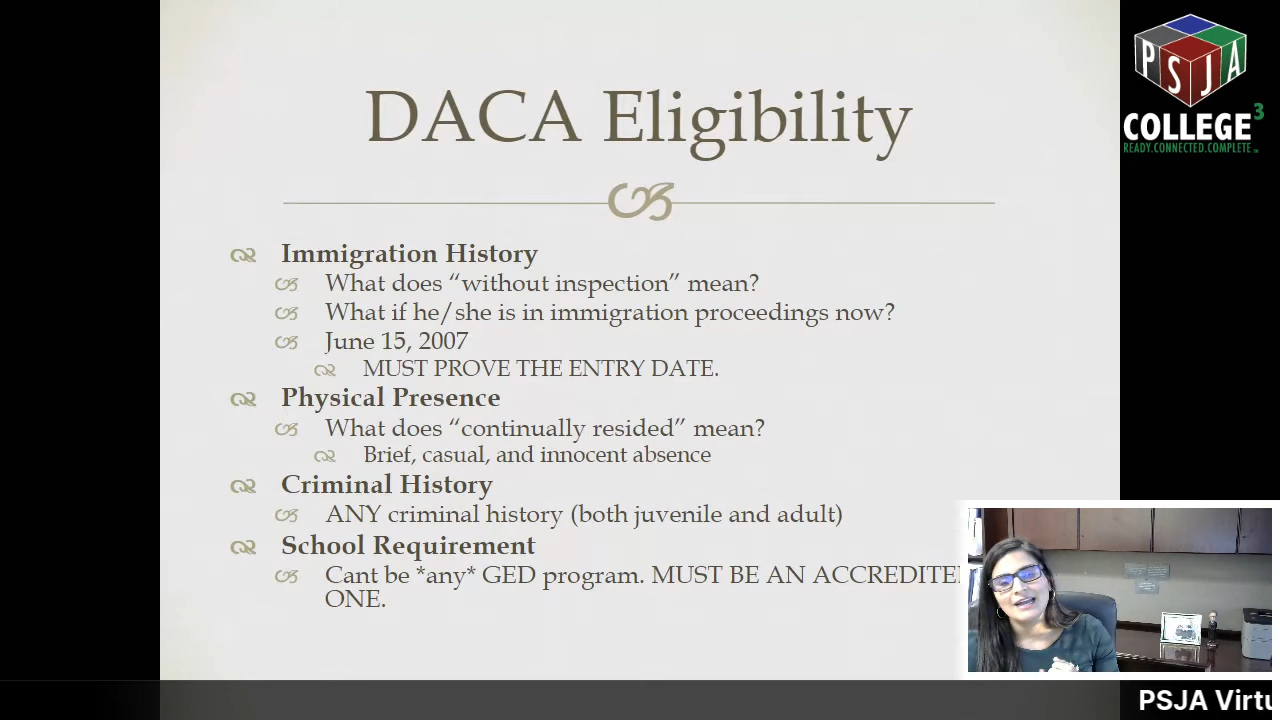 DACA Eligibility
Immigration History
What does “without inspection” mean?
What if he/she is in immigration proceedings now?
June 15, 2007
MUST PROVE THE ENTRY DATE.
Physical Presence
What does “continually resided” mean?
Brief, casual, and innocent absence
Criminal History
ANY criminal history (both juvenile and adult)
School Requirement
Cant be *any* GED program. MUST BE AN ACCREDITE
ONE.
PSJA
COLLEGE³
READY.CONNECTED.COMPLETE
PSJA Virtu